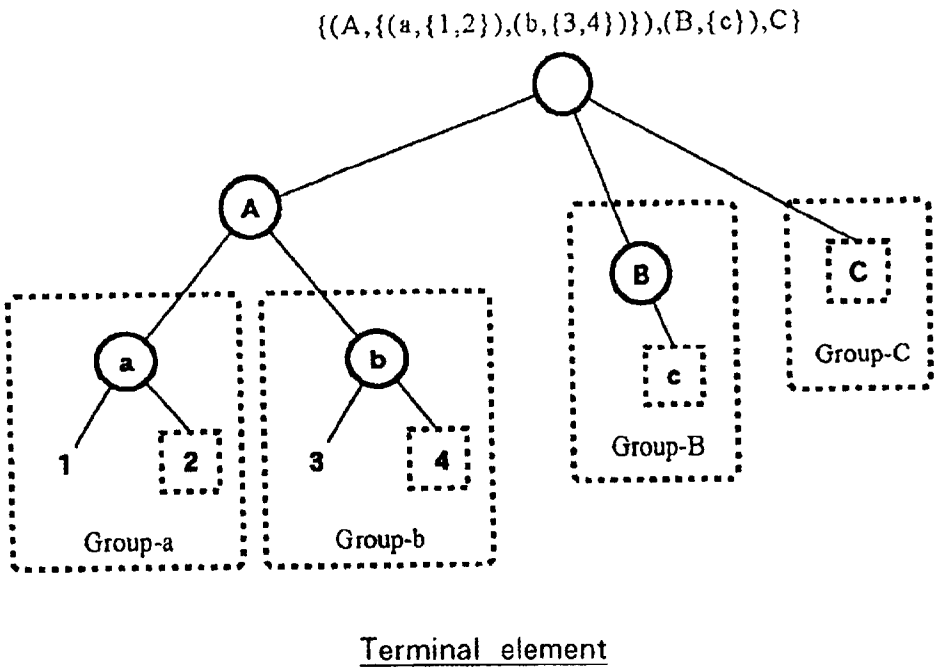 {(A,{(a,{1,2}),(b,{3,4})}),(B,{c}),C}
A
B
C
Group-C
a
b
c
Group-B
1
2
3
4
Group-a
Group-b
Terminal element